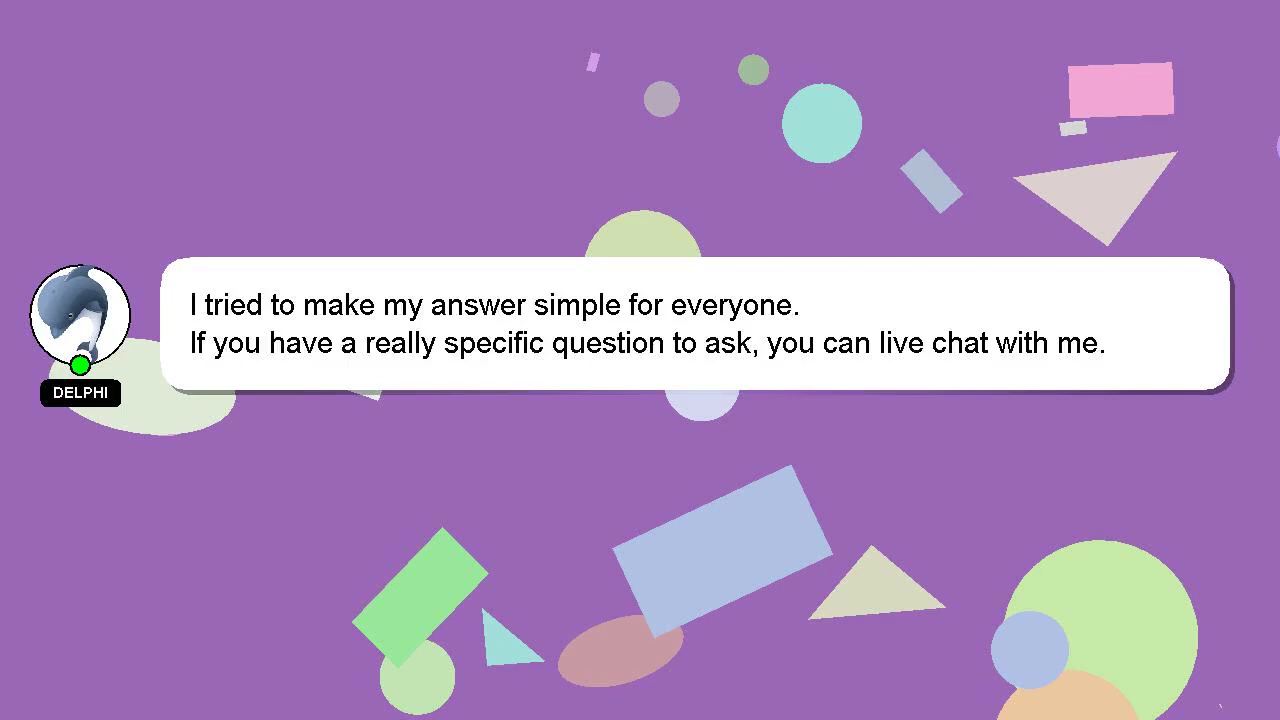 I tried to make my answer simple for everyone.
If you have a really specific question to ask, you can live chat with me.
DELPHI